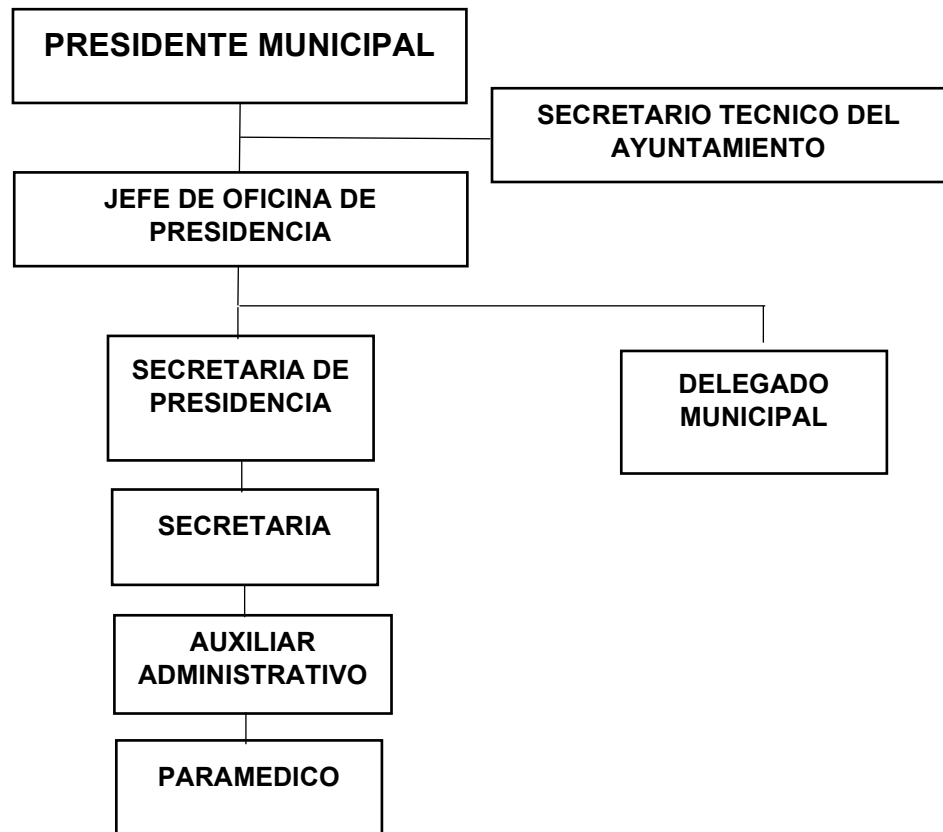 PRESIDENTE MUNICIPAL
SECRETARIO TECNICO DEL
AYUNTAMIENTO
JEFE DE OFICINA DE
PRESIDENCIA
SECRETARIA DE
PRESIDENCIA
DELEGADO
MUNICIPAL
SECRETARIA
AUXILIAR
ADMINISTRATIVO
PARAMEDICO